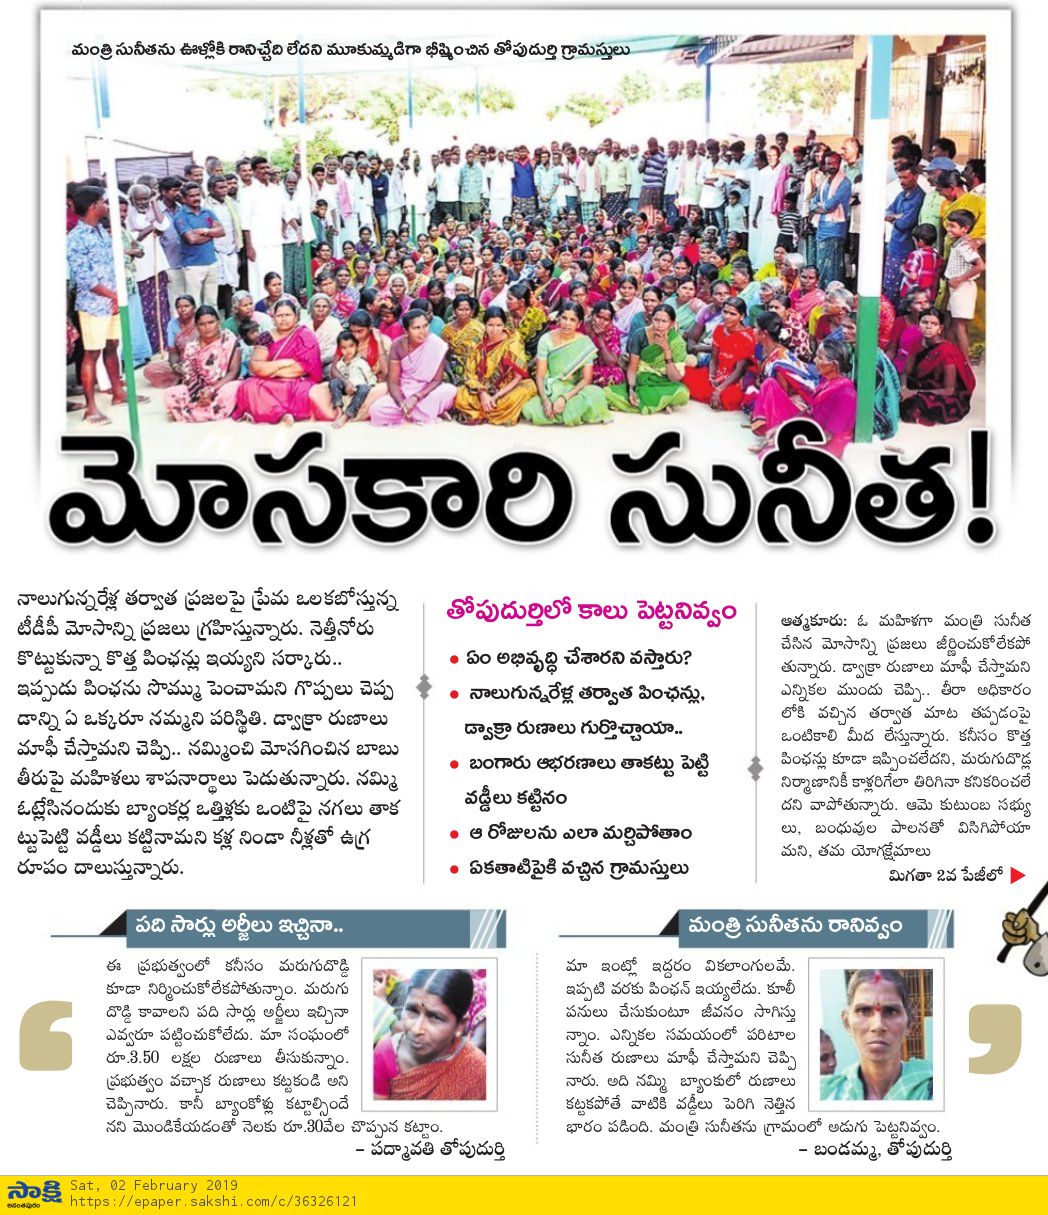 మంత్రి సునీతను ఊళ్లోకి రానిచ్చేది లేదని మూకుమ్మడిగా భీష్మించిన తోపుదుర్తి గ్రామస్తులు
మోసకారి సునీత!
నాలుగున్నరేళ్ల తర్వాత ప్రజలపై ప్రేమ ఒలకబోస్తున్న
టీడీపీ మోసాన్ని ప్రజలు గ్రహిస్తున్నారు. నెత్తీనోరు
కొట్టుకున్నా కొత్త పింఛన్లు ఇయ్యని సర్కారు..
ఇప్పుడు పింఛను సొమ్ము పెంచామని గొప్పలు చెప్ప
డాన్ని ఏ ఒక్కరూ నమ్మని పరిస్థితి. డ్వాక్రా రుణాలు
మాఫీ చేస్తామని చెప్పి.. నమ్మించి మోసగించిన బాబు
తీరుపై మహిళలు శాపనార్థాలు పెడుతున్నారు. నమ్మి
ఓట్లేసినందుకు బ్యాంకర్ల ఒత్తిళ్లకు ఒంటిపై నగలు తాక
ట్టుపెట్టి వడ్డీలు కట్టినామని కళ్ల నిండా నీళ్లతో ఉగ్ర
రూపం దాలుస్తున్నారు.
తోపుదుర్తిలో కాలు పెట్టనివ్వం
● ఏం అభివృద్ధి చేశారని వస్తారు?
● నాలుగున్నరేళ్ల తర్వాత పింఛన్లు,
డ్వాక్రా రుణాలు గుర్తొచ్చాయా..
● బంగారు ఆభరణాలు తాకట్టు పెట్టి
వడ్డీలు కట్టినం
● ఆ రోజులను ఎలా మర్చిపోతాం
● ఏకతాటిపైకి వచ్చిన గ్రామస్తులు
ఆత్మకూరు: ఓ మహిళగా మంత్రి సునీత
చేసిన మోసాన్ని ప్రజలు జీర్ణించుకోలేకపో
తున్నారు. డ్వాక్రా రుణాలు మాఫీ చేస్తామని
ఎన్నికల ముందు చెప్పి.. తీరా అధికారం
లోకి వచ్చిన తర్వాత మాట తప్పడంపై
ఒంటికాలి మీద లేస్తున్నారు. కనీసం కొత్త
పింఛన్లు కూడా ఇప్పించలేదని, మరుగుదొడ్ల
నిర్మాణానికీ కాళ్లరిగేలా తిరిగినా కనికరించలే
దని వాపోతున్నారు. ఆమె కుటుంబ సభ్యు
లు, బంధువుల పాలనతో విసిగిపోయా
మని, తమ యోగక్షేమాలు
మిగతా 2వ పేజీలో ▶
పది సార్లు అర్జీలు ఇచ్చినా..
ఈ ప్రభుత్వంలో కనీసం మరుగుదొడ్డి
కూడా నిర్మించుకోలేకపోతున్నాం. మరుగు
దొడ్డి కావాలని పది సార్లు అర్జీలు ఇచ్చినా
ఎవ్వరూ పట్టించుకోలేదు. మా సంఘంలో
రూ.3.50 లక్షల రుణాలు తీసుకున్నాం.
ప్రభుత్వం వచ్చాక రుణాలు కట్టకండి అని
చెప్పినారు. కానీ బ్యాంకోళ్లు కట్టాల్సిందే
నని మొండికేయడంతో నెలకు రూ.30వేల చొప్పున కట్టాం.
– పద్మావతి తోపుదుర్తి
మంత్రి సునీతను రానివ్వం
మా ఇంట్లో ఇద్దరం వికలాంగులమే.
ఇప్పటి వరకు పింఛన్ ఇయ్యలేదు. కూలీ
పనులు చేసుకుంటూ జీవనం సాగిస్తు
న్నాం. ఎన్నికల సమయంలో పరిటాల
సునీత రుణాలు మాఫీ చేస్తామని చెప్పి
నారు. అది నమ్మి బ్యాంకులో రుణాలు
కట్టకపోతే వాటికి వడ్డీలు పెరిగి నెత్తిన
భారం పడింది. మంత్రి సునీతను గ్రామంలో అడుగు పెట్టనివ్వం.
– బండమ్మ, తోపుదుర్తి
సాక్షి
అనంతపురం
Sat, 02 February 2019
https://epaper.sakshi.com/c/36326121